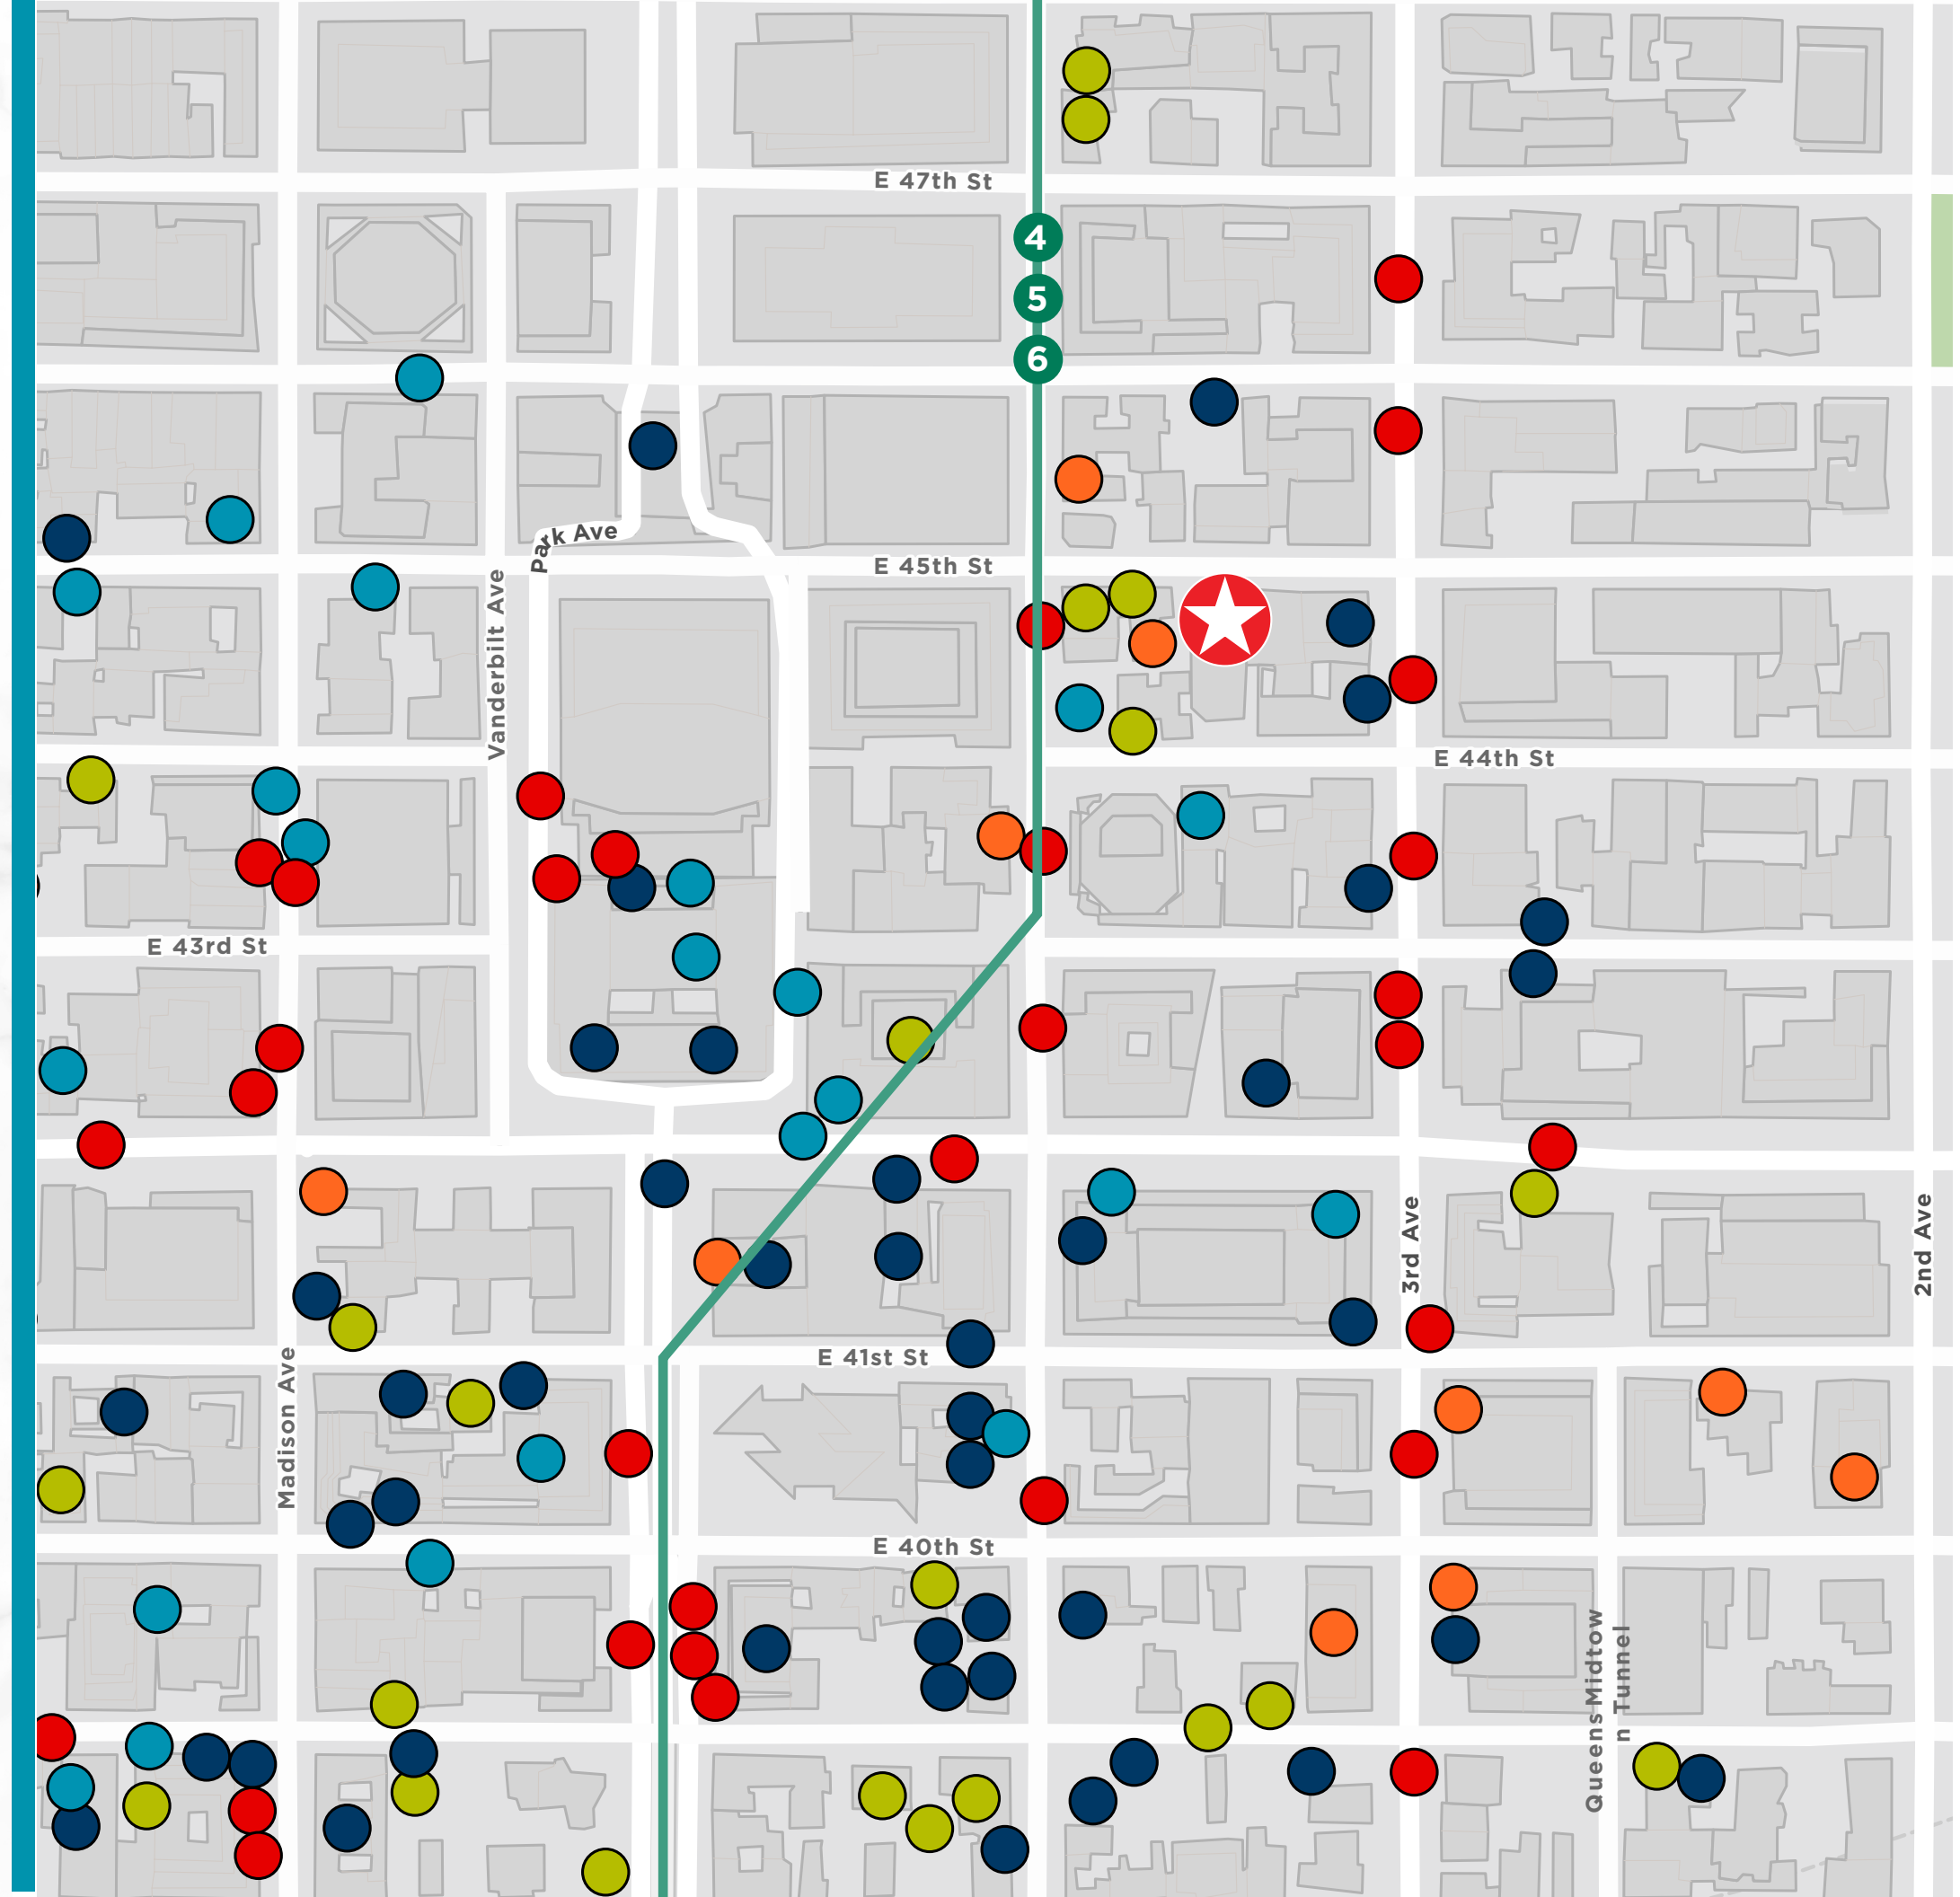 E 47th St
4
5
6
Park Ave
E 45th St
Vanderbilt Ave
E 44th St
E 43rd St
3rd Ave
2nd Ave
E 41st St
Madison Ave
E 40th St
Queens Midtow
n Tunnel